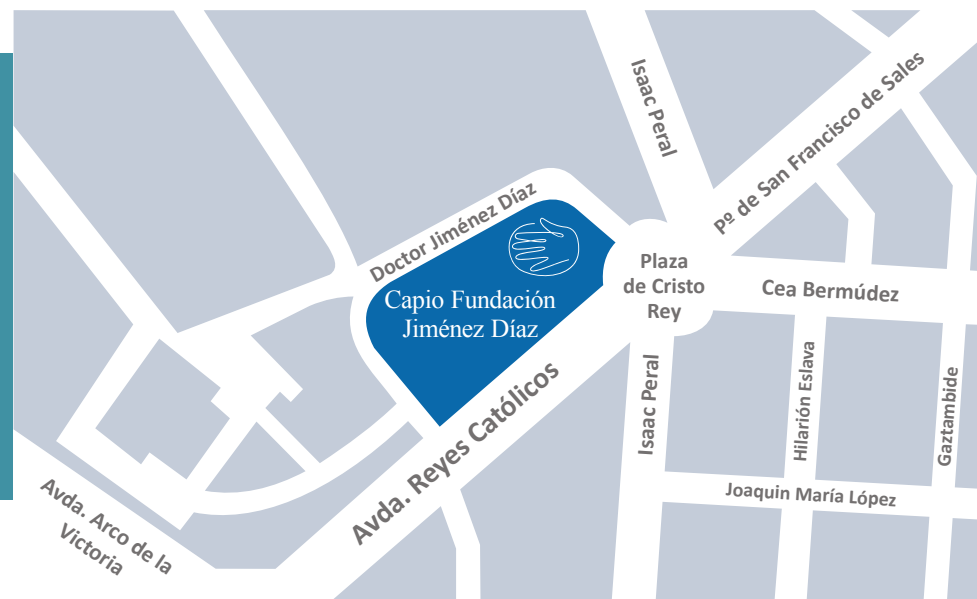 Isaac Peral
Pº de San Francisco de Sales
Doctor Jiménez Díaz
Capio Fundación
Jiménez Díaz
Plaza
de Cristo
Rey
Cea Bermúdez
Avda. Reyes Católicos
Isaac Peral
Hilarión Eslava
Gaztambide
Joaquin María López
Avda. Arco de la
Victoria